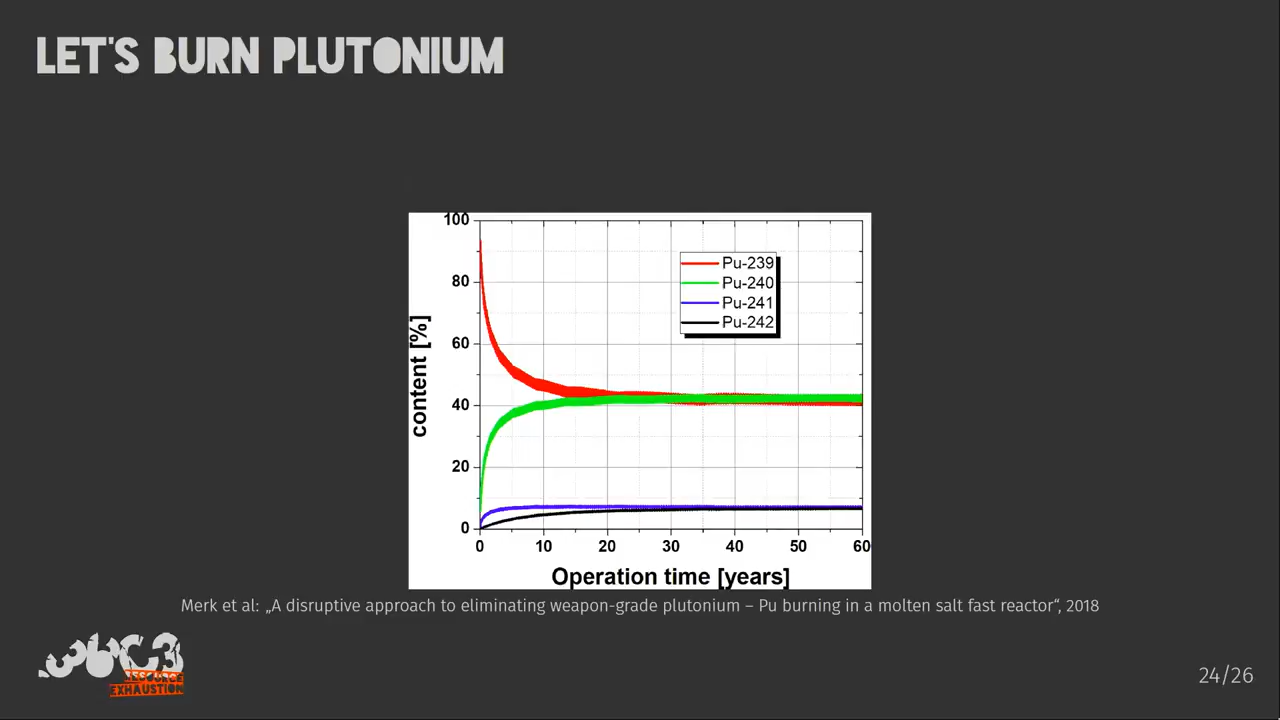 LET'S BURN PLUTONIUM
100
80
60
40
20
0
content [%]
Pu-239
Pu-240
Pu-241
Pu-242
0 10 20 30 40 50 60
Operation time [years]
Merk et al: „A disruptive approach to eliminating weapon-grade plutonium – Pu burning in a molten salt fast reactor“, 2018
36C3
RESOURCE
EXHAUSTION
24/26